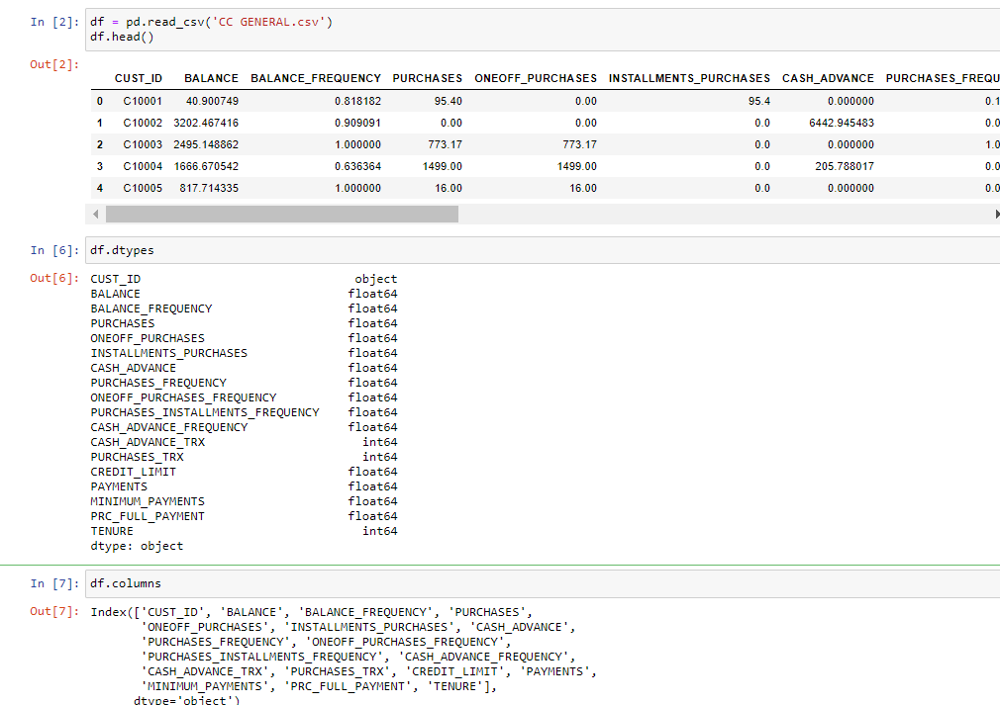 In [2]: df = pd.read_csv('CC GENERAL.csv')
df.head()
Out[2]:
CUST_ID BALANCE BALANCE_FREQUENCY PURCHASES ONEOFF_PURCHASES INSTALLMENTS_PURCHASES CASH_ADVANCE PURCHASES_FREQU
0 C10001 40.900749 0.818182 95.40 0.00 95.4 0.000000 0.1
1 C10002 3202.467416 0.909091 0.00 0.00 0.0 6442.945483 0.0
2 C10003 2495.148862 1.000000 773.17 773.17 0.0 0.000000 1.0
3 C10004 1666.670542 0.636364 1499.00 1499.00 0.0 205.788017 0.0
4 C10005 817.714335 1.000000 16.00 16.00 0.0 0.000000 0.0
In [6]: df.dtypes
Out[6]: CUST_ID object
BALANCE float64
BALANCE_FREQUENCY float64
PURCHASES float64
ONEOFF_PURCHASES float64
INSTALLMENTS_PURCHASES float64
CASH_ADVANCE float64
PURCHASES_FREQUENCY float64
ONEOFF_PURCHASES_FREQUENCY float64
PURCHASES_INSTALLMENTS_FREQUENCY float64
CASH_ADVANCE_FREQUENCY float64
CASH_ADVANCE_TRX int64
PURCHASES_TRX int64
CREDIT_LIMIT float64
PAYMENTS float64
MINIMUM_PAYMENTS float64
PRC_FULL_PAYMENT float64
TENURE int64
dtype: object
In [7]: df.columns
Out[7]: Index(['CUST_ID', 'BALANCE', 'BALANCE_FREQUENCY', 'PURCHASES',
'ONEOFF_PURCHASES', 'INSTALLMENTS_PURCHASES', 'CASH_ADVANCE',
'PURCHASES_FREQUENCY', 'ONEOFF_PURCHASES_FREQUENCY',
'PURCHASES_INSTALLMENTS_FREQUENCY', 'CASH_ADVANCE_FREQUENCY',
'CASH_ADVANCE_TRX', 'PURCHASES_TRX', 'CREDIT_LIMIT', 'PAYMENTS',
'MINIMUM_PAYMENTS', 'PRC_FULL_PAYMENT', 'TENURE'],
dtype='object')